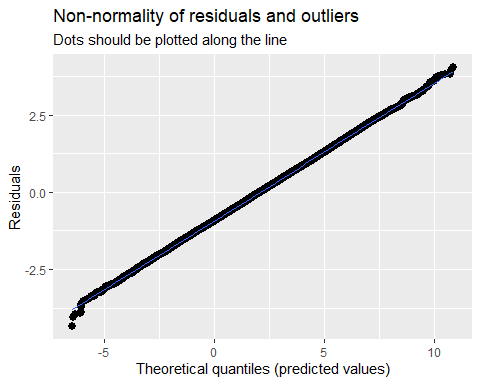 Non-normality of residuals and outliers
Dots should be plotted along the line
2.5
0.0
-2.5
Residuals
-5
0
5
10
Theoretical quantiles (predicted values)